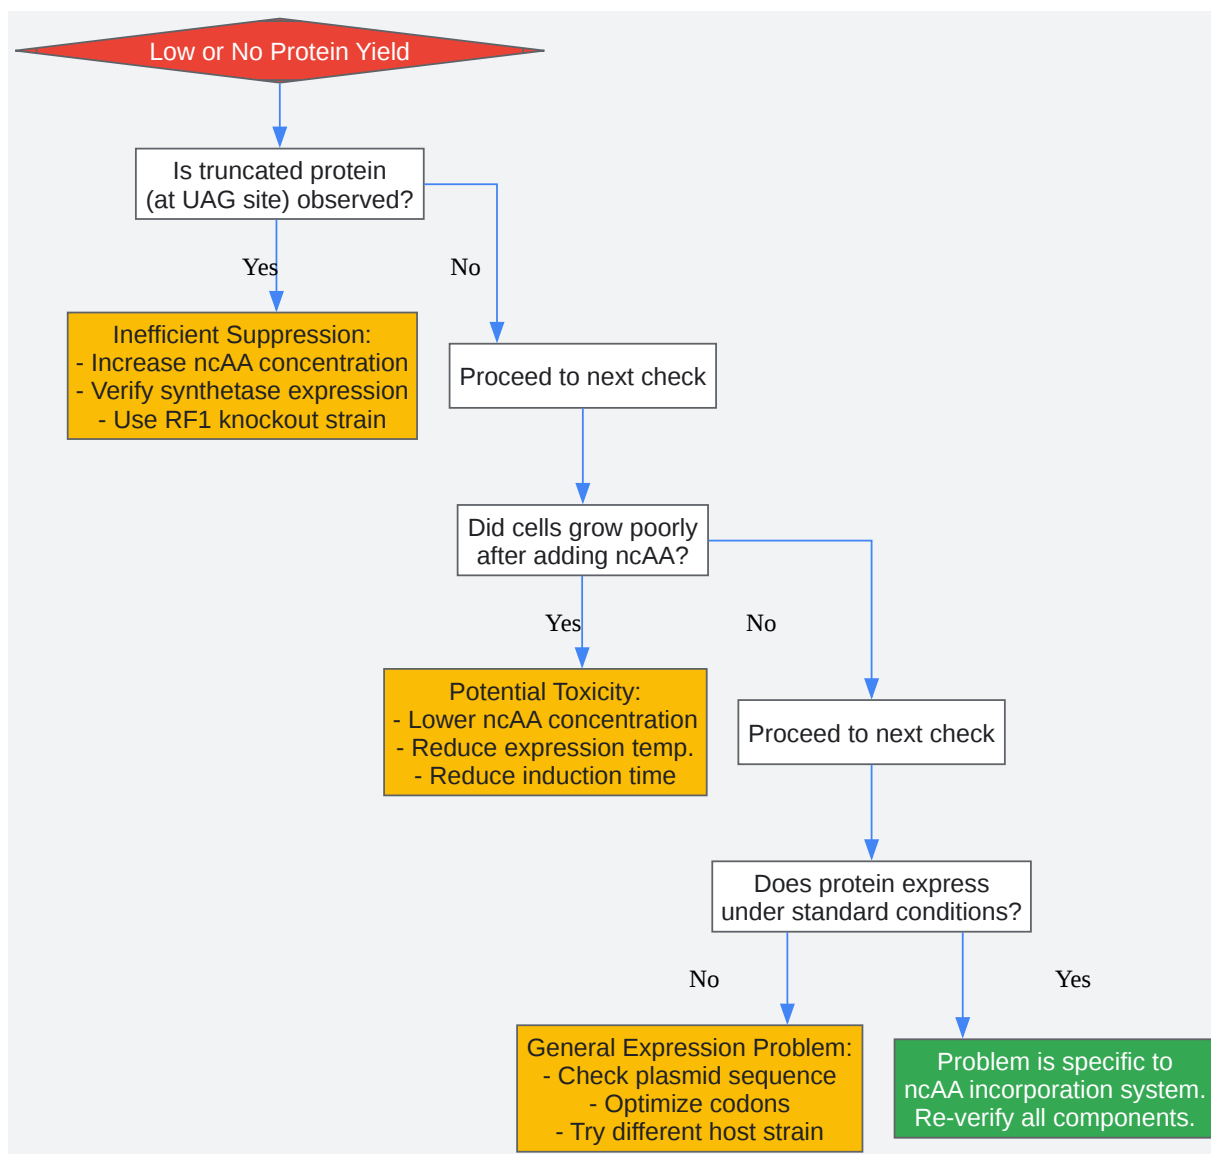 Low or No Protein Yield
Is truncated protein
(at UAG site) observed?
Yes
No
Inefficient Suppression:
- Increase ncAA concentration
- Verify synthetase expression
- Use RF1 knockout strain
Proceed to next check
Did cells grow poorly
after adding ncAA?
Yes
No
Potential Toxicity:
- Lower ncAA concentration
- Reduce expression temp.
- Reduce induction time
Proceed to next check
Does protein express
under standard conditions?
No
Yes
General Expression Problem:
- Check plasmid sequence
- Optimize codons
- Try different host strain
Problem is specific to
ncAA incorporation system.
Re-verify all components.